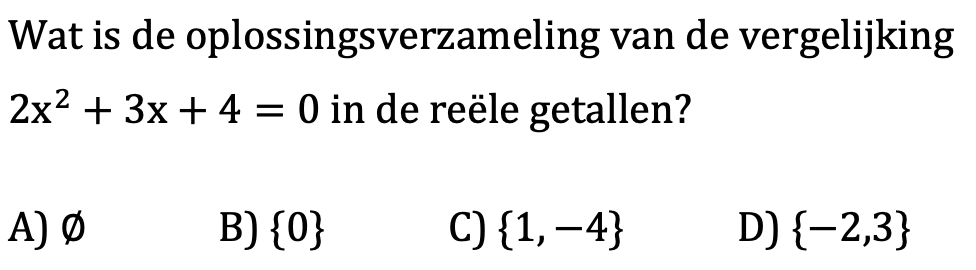 Wat is de oplossingsverzameling van de vergelijking
2x² + 3x + 4 = 0 in de reële getallen?
A) ∅ B) {0} C) {1, −4} D) {−2,3}